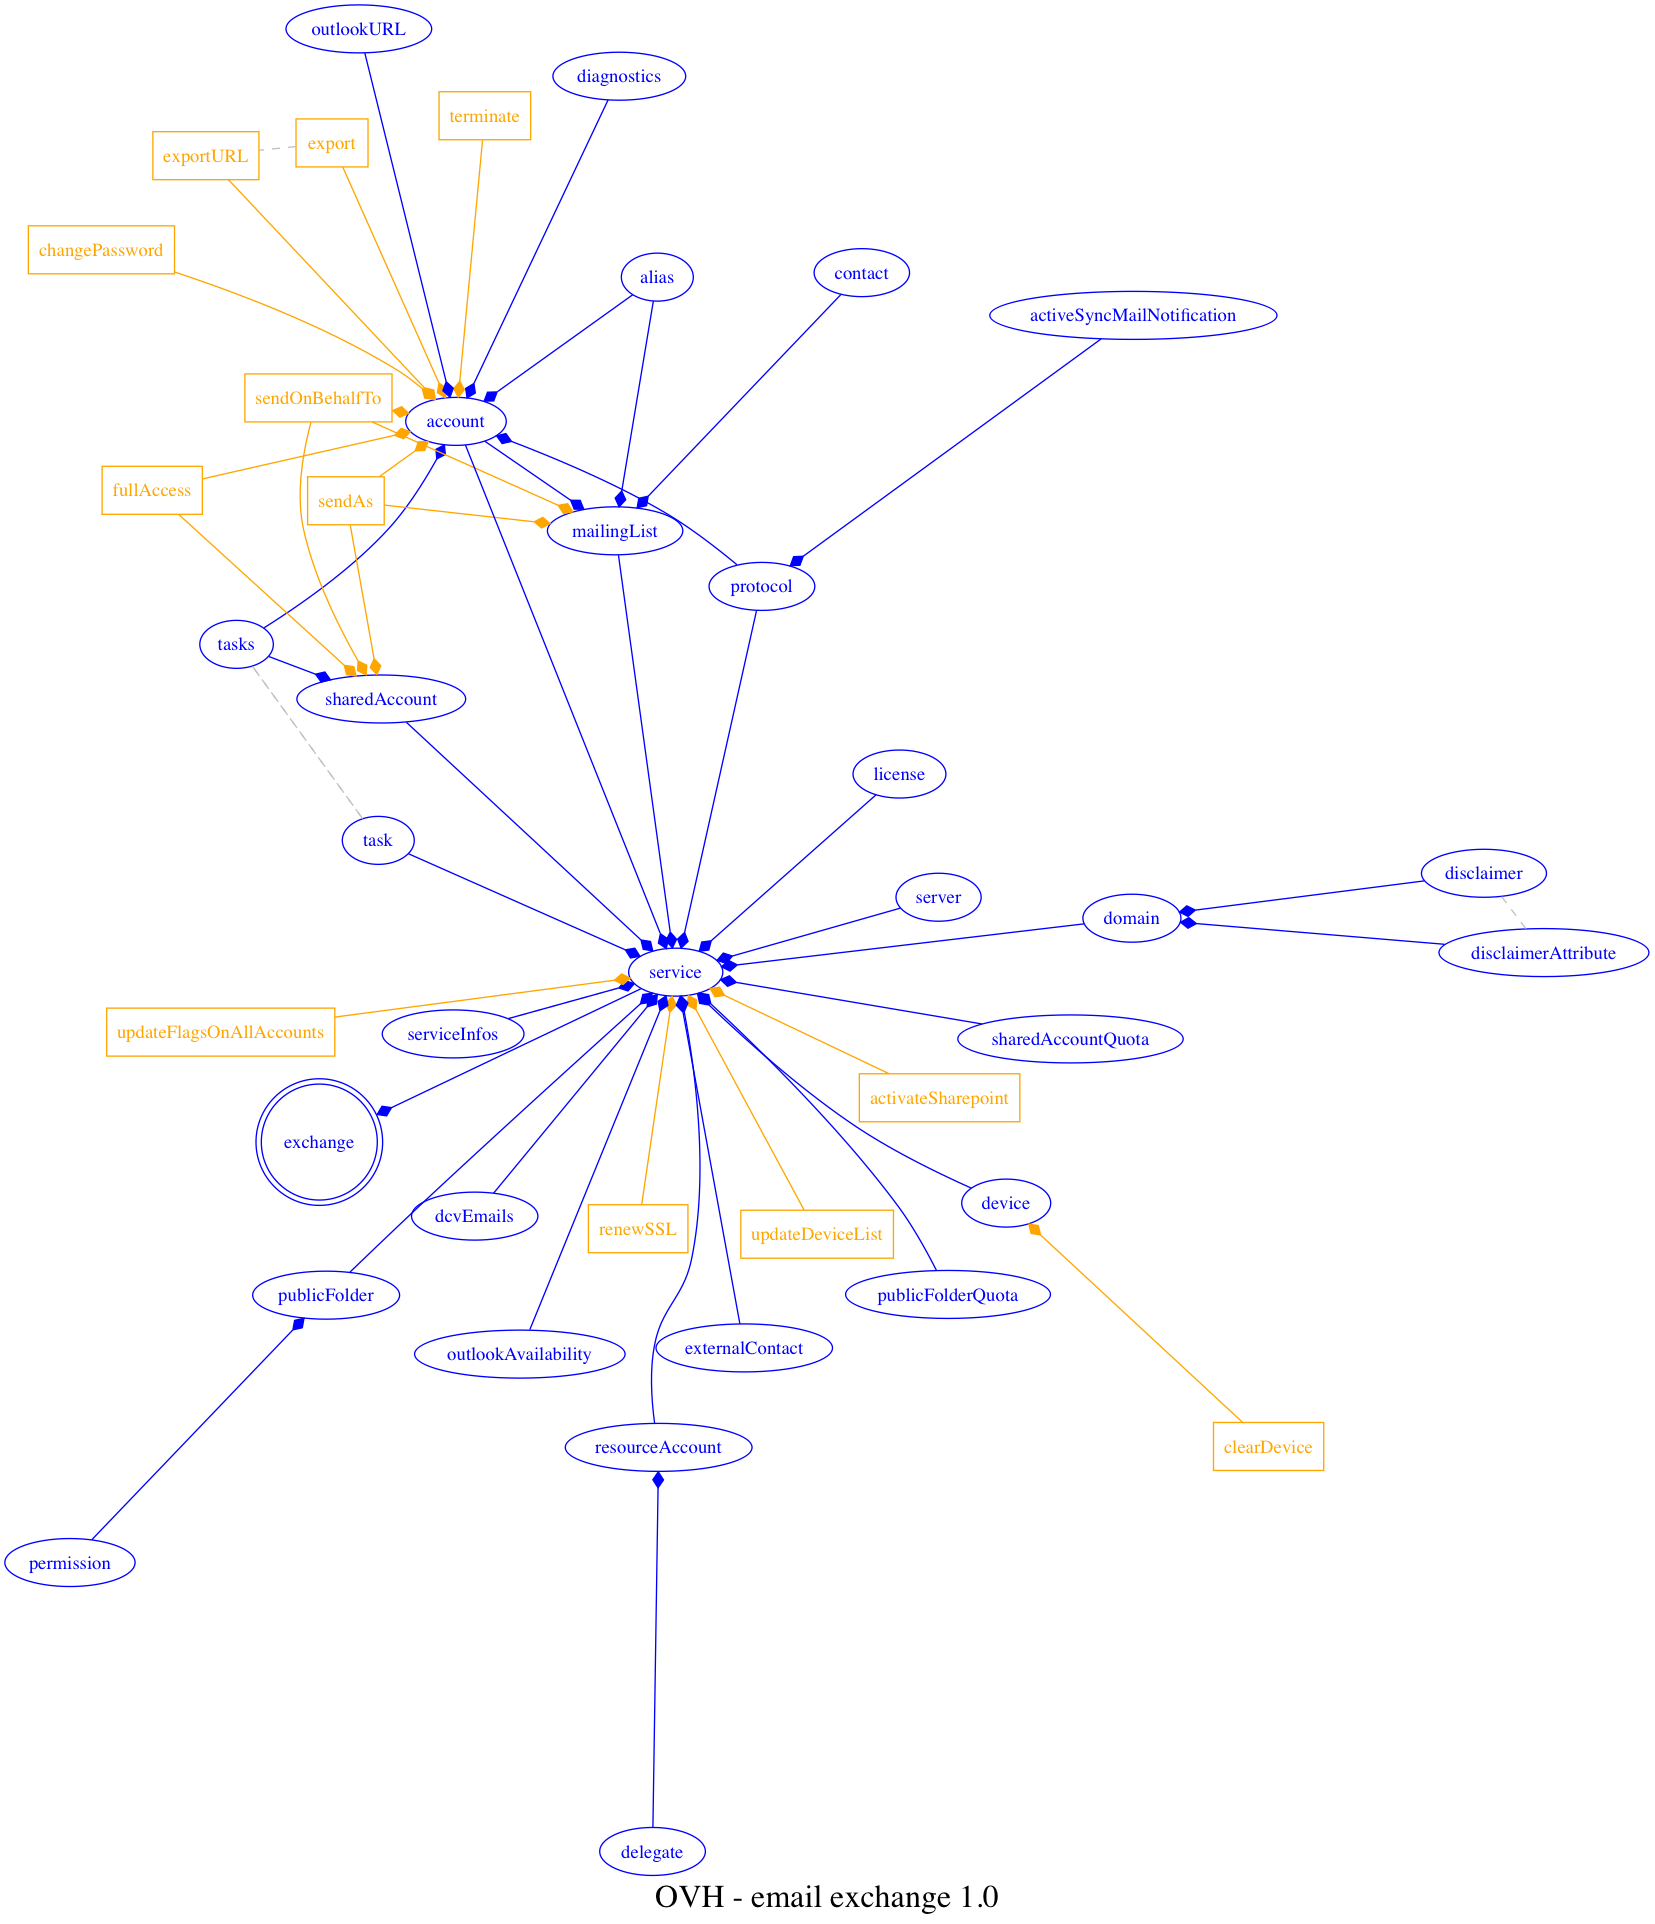 outlookURL
diagnostics
terminate
export
exportURL
changePassword
alias
contact
activeSyncMailNotification
sendOnBehalfTo
account
fullAccess
sendAs
mailingList
protocol
tasks
sharedAccount
license
task
disclaimer
server
domain
disclaimerAttribute
service
updateFlagsOnAllAccounts
serviceInfos
sharedAccountQuota
activateSharepoint
exchange
device
dcvEmails
renewSSL
updateDeviceList
publicFolder
publicFolderQuota
outlookAvailability
externalContact
resourceAccount
clearDevice
permission
delegate
OVH - email exchange 1.0